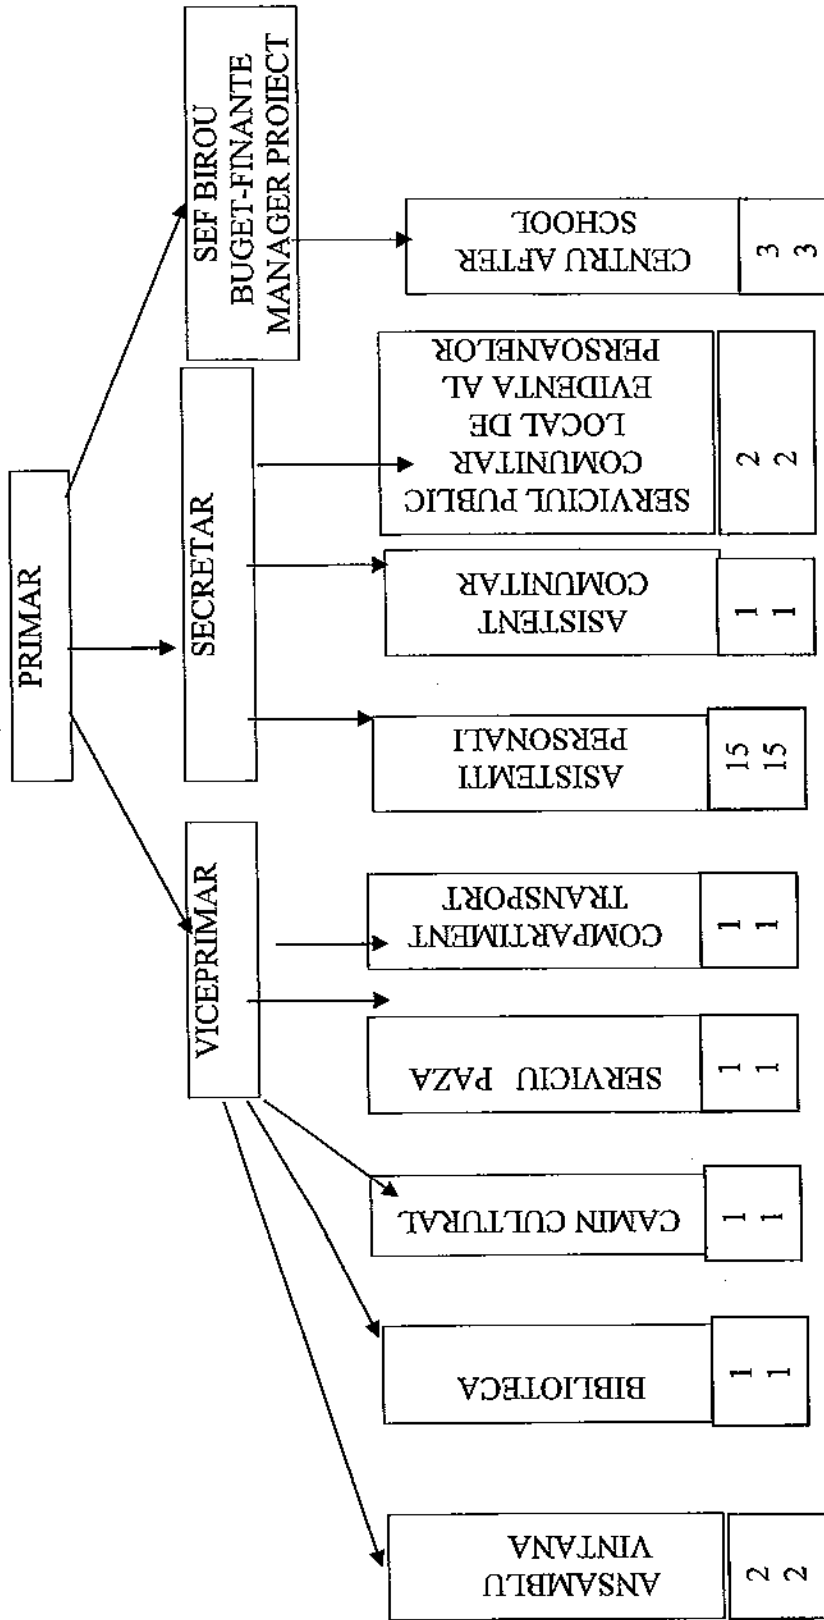 PRIMAR
VICEPRIMAR
SECRETAR
SEF BIROU
BUGET-FINANTE
MANAGER PROIECT
ANSAMBLU
VINTANA
2
2
BIBLIOTECA
1
1
CAMIN CULTURAL
1
1
SERVICIU PAZA
1
1
COMPARTIMENT
TRANSPORT
1
1
ASISTEMTI
PERSONALI
15
15
ASISTENT
COMUNITAR
1
1
SERVICIUL PUBLIC
COMUNITAR
LOCAL DE
EVIDENTA AL
PERSOANELOR
2
2
CENTRU AFTER
SCHOOL
3
3